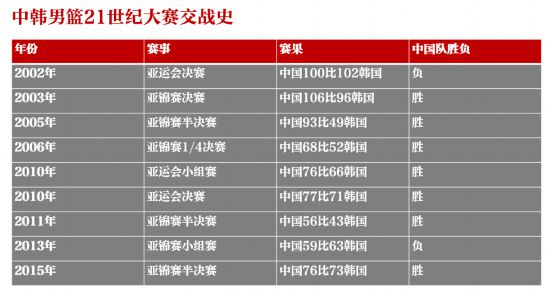 中韩男篮21世纪大赛交战史
年份 赛事 赛果 中国队胜负
2002年 亚运会决赛 中国100比102韩国 负
2003年 亚锦赛决赛 中国106比96韩国 胜
2005年 亚锦赛半决赛 中国93比49韩国 胜
2006年 亚锦赛1/4决赛 中国68比52韩国 胜
2010年 亚运会小组赛 中国76比66韩国 胜
2010年 亚运会决赛 中国77比71韩国 胜
2011年 亚锦赛半决赛 中国56比43韩国 胜
2013年 亚锦赛小组赛 中国59比63韩国 负
2015年 亚锦赛半决赛 中国76比73韩国 胜